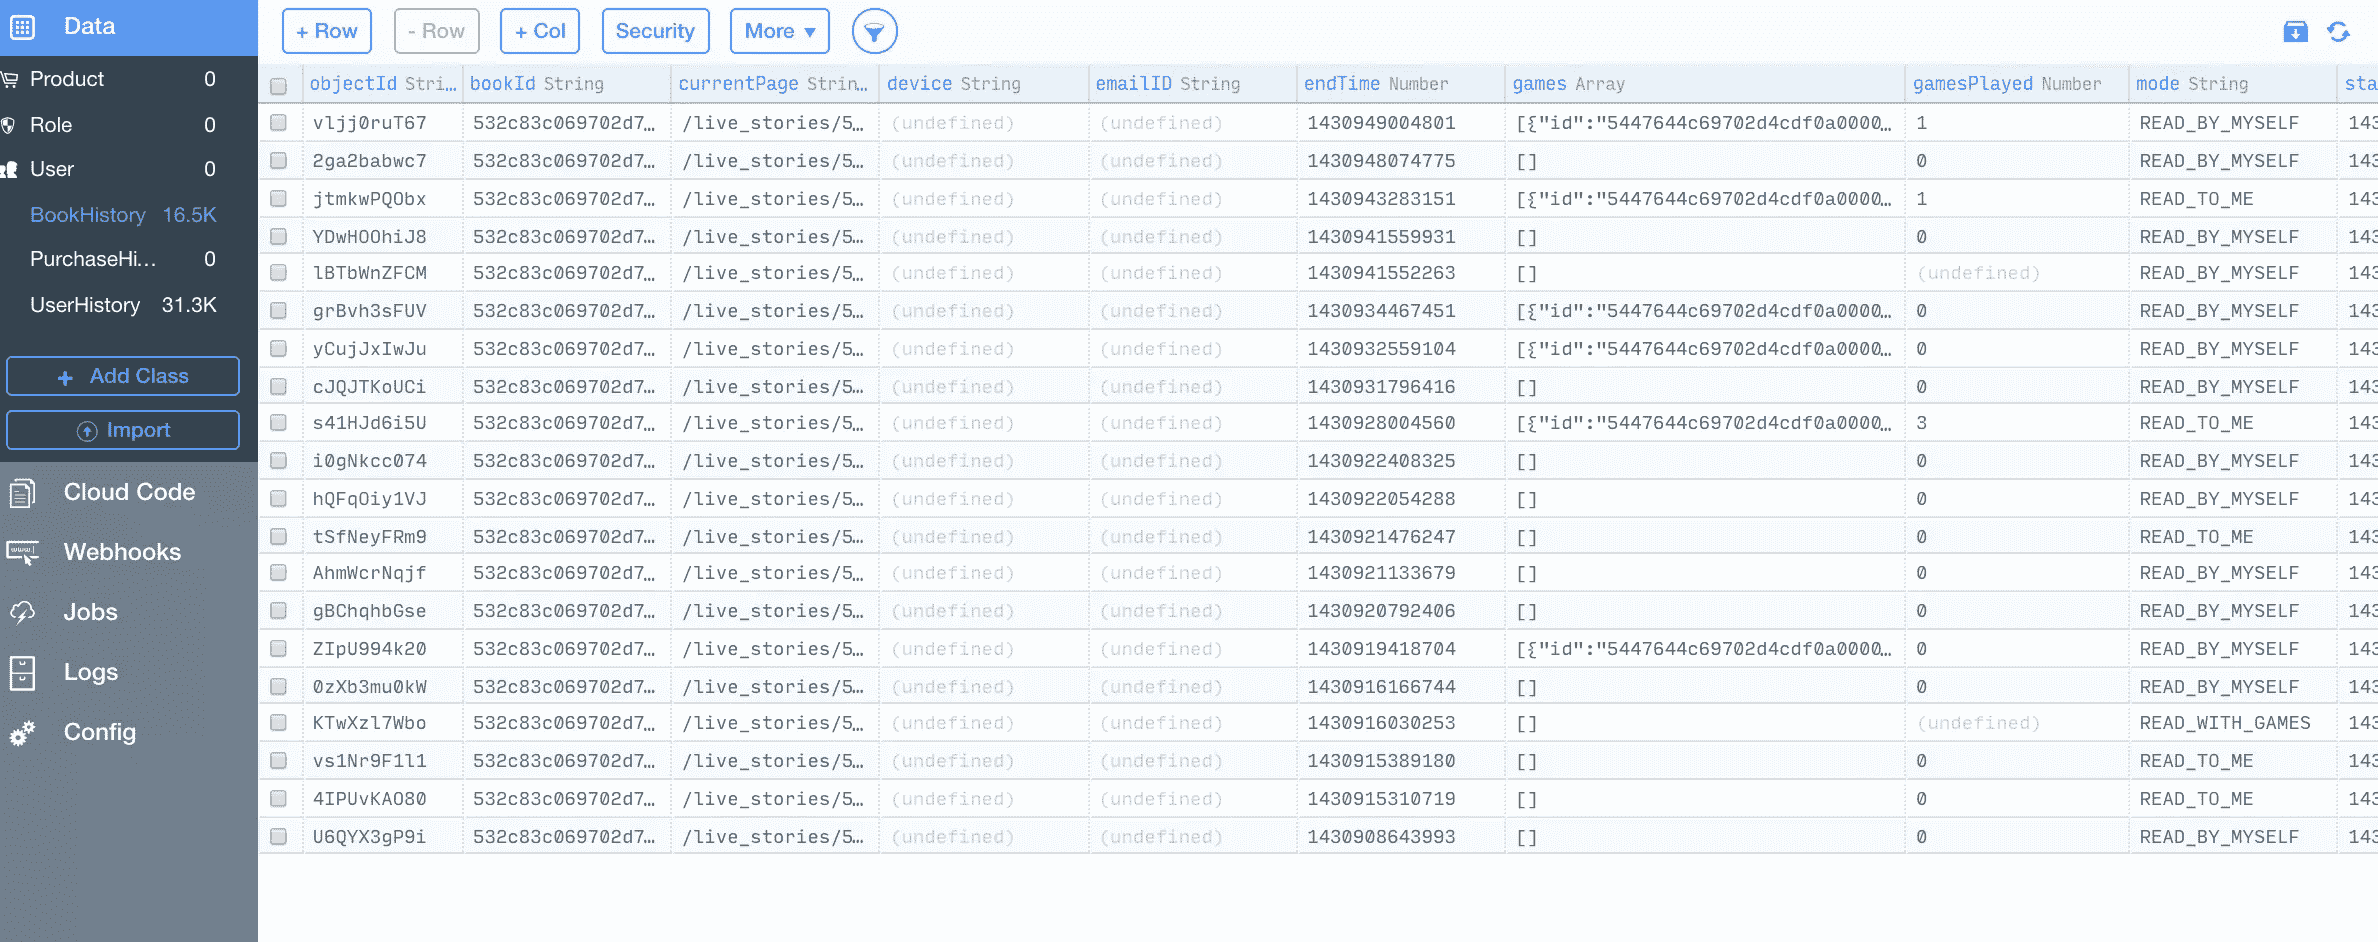 Data
Product 0
Role 0
User 0
BookHistory 16.5K
PurchaseHi... 0
UserHistory 31.3K
+ Add Class
Import
Cloud Code
Webhooks
Jobs
Logs
Config
+ Row - Row + Col Security More ▼
objectId Stri… bookId String currentPage Strin… device String emailID String endTime Number games Array gamesPlayed Number mode String sta
vljj0ruT67 532c83c069702d7… /live_stories/5… (undefined) (undefined) 1430949004801 [{"id":"5447644c69702d4cdf0a0000… 1 READ_BY_MYSELF 143
2ga2babwc7 532c83c069702d7… /live_stories/5… (undefined) (undefined) 1430948074775 [] 0 READ_BY_MYSELF 143
jtmkwPQObx 532c83c069702d7… /live_stories/5… (undefined) (undefined) 1430943283151 [{"id":"5447644c69702d4cdf0a0000… 1 READ_TO_ME 143
YDwHOOhiJ8 532c83c069702d7… /live_stories/5… (undefined) (undefined) 1430941559931 [] 0 READ_BY_MYSELF 143
lBTbWnZFCM 532c83c069702d7… /live_stories/5… (undefined) (undefined) 1430941552263 [] (undefined) READ_BY_MYSELF 143
grBvh3sFUV 532c83c069702d7… /live_stories/5… (undefined) (undefined) 1430934467451 [{"id":"5447644c69702d4cdf0a0000… 0 READ_BY_MYSELF 143
yCujJxIwJu 532c83c069702d7… /live_stories/5… (undefined) (undefined) 1430932559104 [{"id":"5447644c69702d4cdf0a0000… 0 READ_BY_MYSELF 143
cJQJTKoUCi 532c83c069702d7… /live_stories/5… (undefined) (undefined) 1430931796416 [] 0 READ_BY_MYSELF 143
s41HJd6i5U 532c83c069702d7… /live_stories/5… (undefined) (undefined) 1430928004560 [{"id":"5447644c69702d4cdf0a0000… 3 READ_TO_ME 143
i0gNkcc074 532c83c069702d7… /live_stories/5… (undefined) (undefined) 1430922408325 [] 0 READ_BY_MYSELF 143
hQFqOiy1VJ 532c83c069702d7… /live_stories/5… (undefined) (undefined) 1430922054288 [] 0 READ_BY_MYSELF 143
tSfNeyFRm9 532c83c069702d7… /live_stories/5… (undefined) (undefined) 1430921476247 [] 0 READ_TO_ME 143
AhmWcrNqjf 532c83c069702d7… /live_stories/5… (undefined) (undefined) 1430921133679 [] 0 READ_BY_MYSELF 143
gBChqhbGse 532c83c069702d7… /live_stories/5… (undefined) (undefined) 1430920792406 [] 0 READ_BY_MYSELF 143
ZIpU994k20 532c83c069702d7… /live_stories/5… (undefined) (undefined) 1430919418704 [{"id":"5447644c69702d4cdf0a0000… 0 READ_BY_MYSELF 143
0zXb3mu0kW 532c83c069702d7… /live_stories/5… (undefined) (undefined) 1430916166744 [] 0 READ_BY_MYSELF 143
KTwXzl7Wbo 532c83c069702d7… /live_stories/5… (undefined) (undefined) 1430916030253 [] (undefined) READ_WITH_GAMES 143
vs1Nr9F1l1 532c83c069702d7… /live_stories/5… (undefined) (undefined) 1430915389180 [] 0 READ_TO_ME 143
4IPUvKAO80 532c83c069702d7… /live_stories/5… (undefined) (undefined) 1430915310719 [] 0 READ_TO_ME 143
U6QYX3gP9i 532c83c069702d7… /live_stories/5… (undefined) (undefined) 1430908643993 [] 0 READ_BY_MYSELF 143